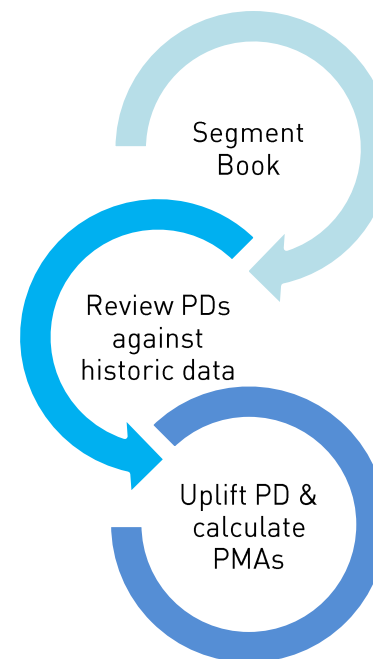 Segment
Book
Review PDs
against
historic data
Uplift PD &
calculate
PMAs